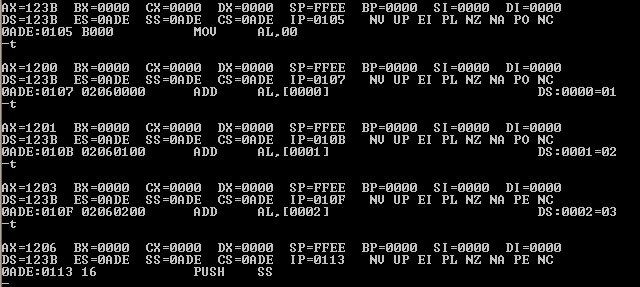 AX=123B  BX=0000  CX=0000  DX=0000  SP=FFEE  BP=0000  SI=0000  DI=0000
DS=123B  ES=0ADE  SS=0ADE  CS=0ADE  IP=0105   NV UP EI PL NZ NA PO NC
0ADE:0105 B000          MOV     AL,00
-t
AX=1200  BX=0000  CX=0000  DX=0000  SP=FFEE  BP=0000  SI=0000  DI=0000
DS=123B  ES=0ADE  SS=0ADE  CS=0ADE  IP=0107   NV UP EI PL NZ NA PO NC
0ADE:0107 02060000      ADD     AL,[0000]                          DS:0000=01
-t
AX=1201  BX=0000  CX=0000  DX=0000  SP=FFEE  BP=0000  SI=0000  DI=0000
DS=123B  ES=0ADE  SS=0ADE  CS=0ADE  IP=010B   NV UP EI PL NZ NA PO NC
0ADE:010B 02060100      ADD     AL,[0001]                          DS:0001=02
-t
AX=1203  BX=0000  CX=0000  DX=0000  SP=FFEE  BP=0000  SI=0000  DI=0000
DS=123B  ES=0ADE  SS=0ADE  CS=0ADE  IP=010F   NV UP EI PL NZ NA PE NC
0ADE:010F 02060200      ADD     AL,[0002]                          DS:0002=03
-t
AX=1206  BX=0000  CX=0000  DX=0000  SP=FFEE  BP=0000  SI=0000  DI=0000
DS=123B  ES=0ADE  SS=0ADE  CS=0ADE  IP=0113   NV UP EI PL NZ NA PE NC
0ADE:0113 16            PUSH    SS
-